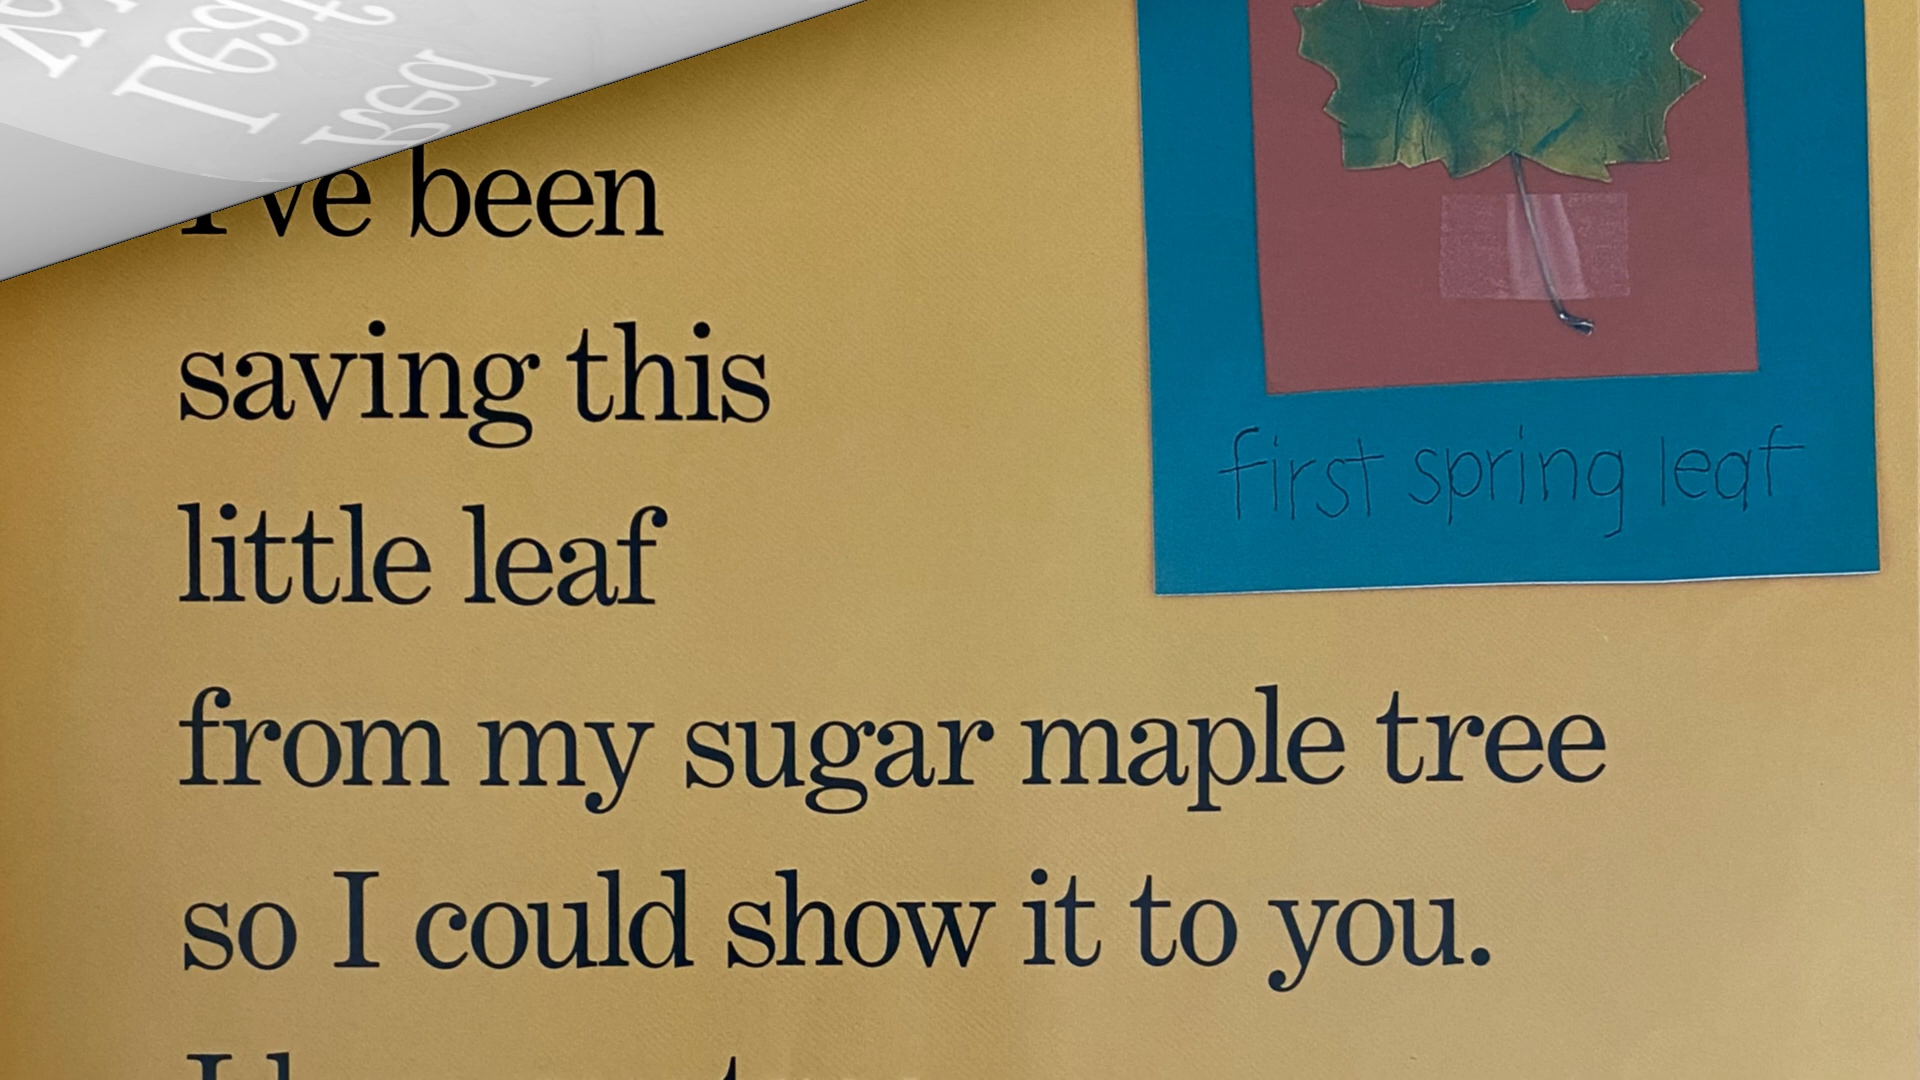 I've been
saving this
little leaf
from my sugar maple tree
so I could show it to you.
first spring leaf